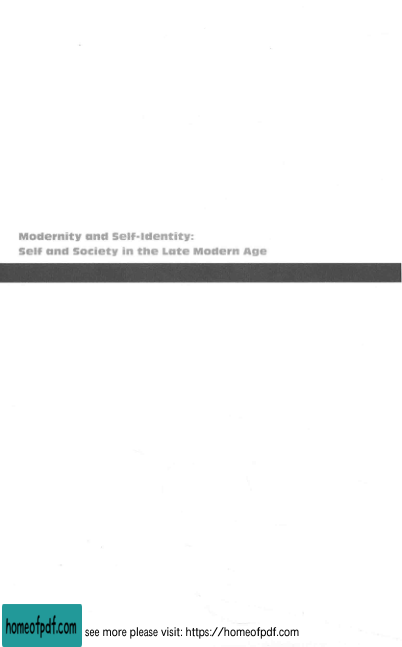 Modernity and Self-Identity:
Self and Society in the Late Modern Age
homeofpdf.com
see more please visit: https://homeofpdf.com